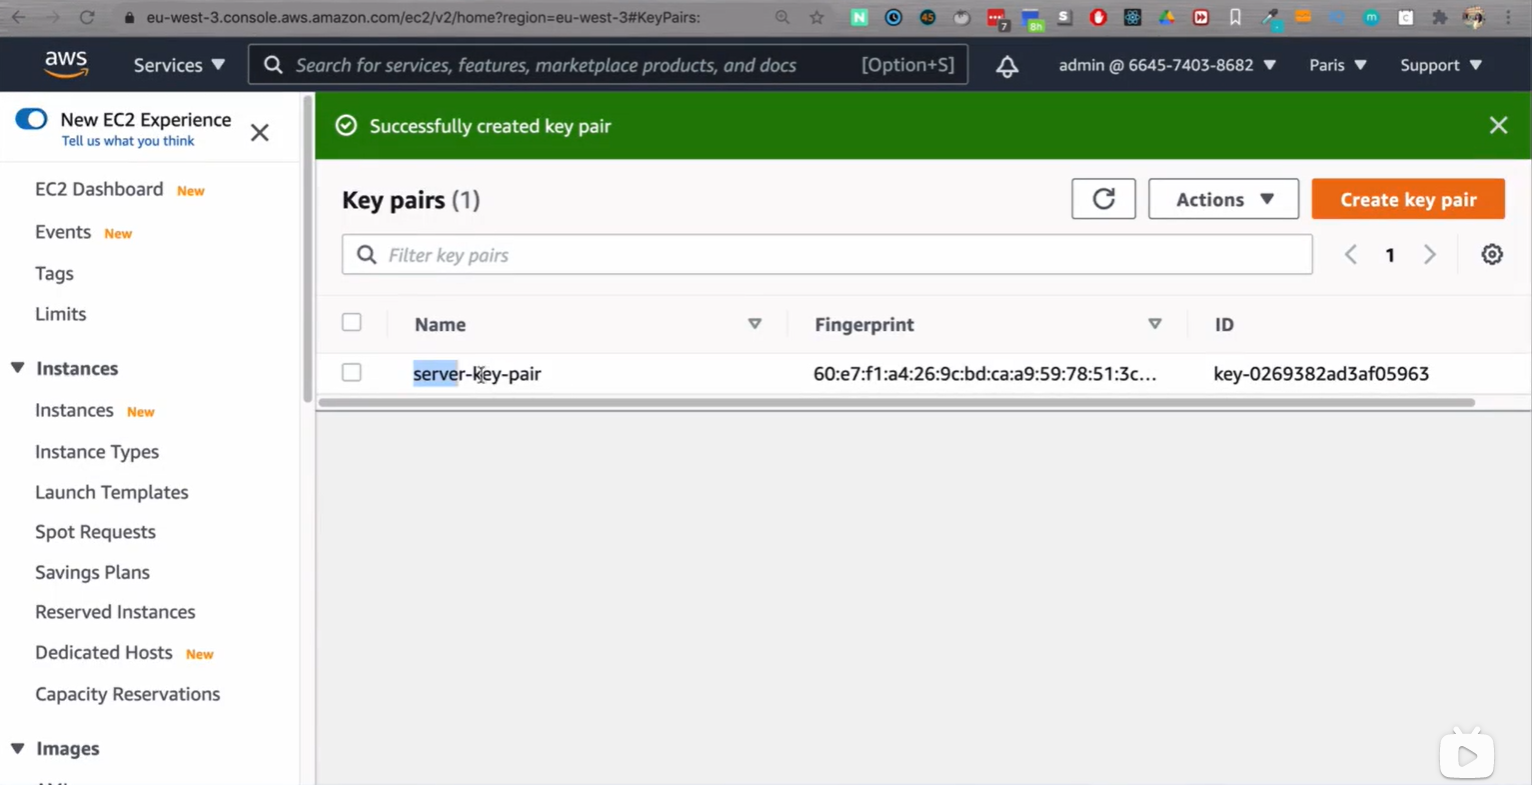 eu-west-3.console.aws.amazon.com/ec2/v2/home?region=eu-west-3#KeyPairs:
N 45 7 8h S m C
aws Services Search for services, features, marketplace products, and docs [Option+S] admin @ 6645-7403-8682 Paris Support
New EC2 Experience
Tell us what you think
EC2 Dashboard New
Events New
Tags
Limits
Instances
Instances New
Instance Types
Launch Templates
Spot Requests
Savings Plans
Reserved Instances
Dedicated Hosts New
Capacity Reservations
Images
Successfully created key pair
Key pairs (1) Actions Create key pair
Filter key pairs 1
Name Fingerprint ID
server-key-pair 60:e7:f1:a4:26:9c:bd:ca:a9:59:78:51:3c... key-0269382ad3af05963